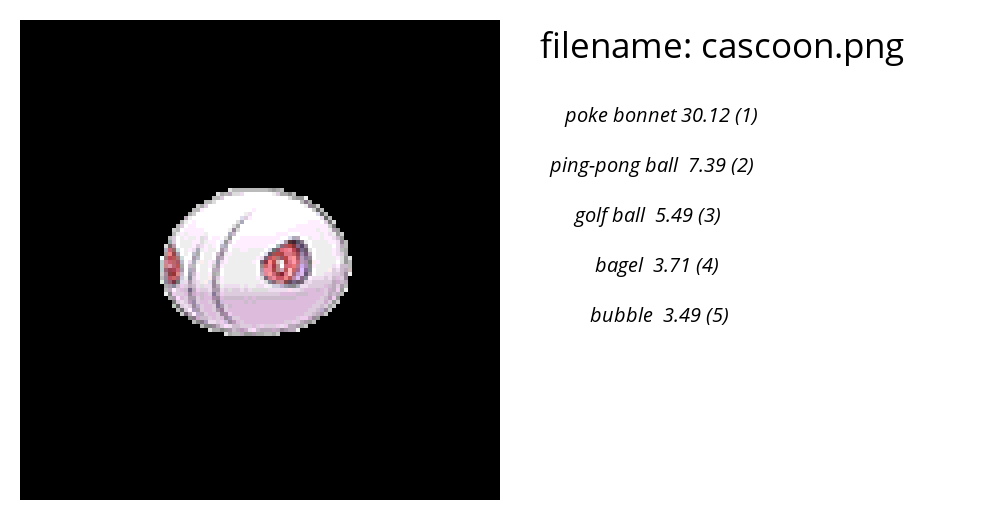 filename: cascoon.png
poke bonnet 30.12 (1)
ping-pong ball 7.39 (2)
golf ball 5.49 (3)
bagel 3.71 (4)
bubble 3.49 (5)